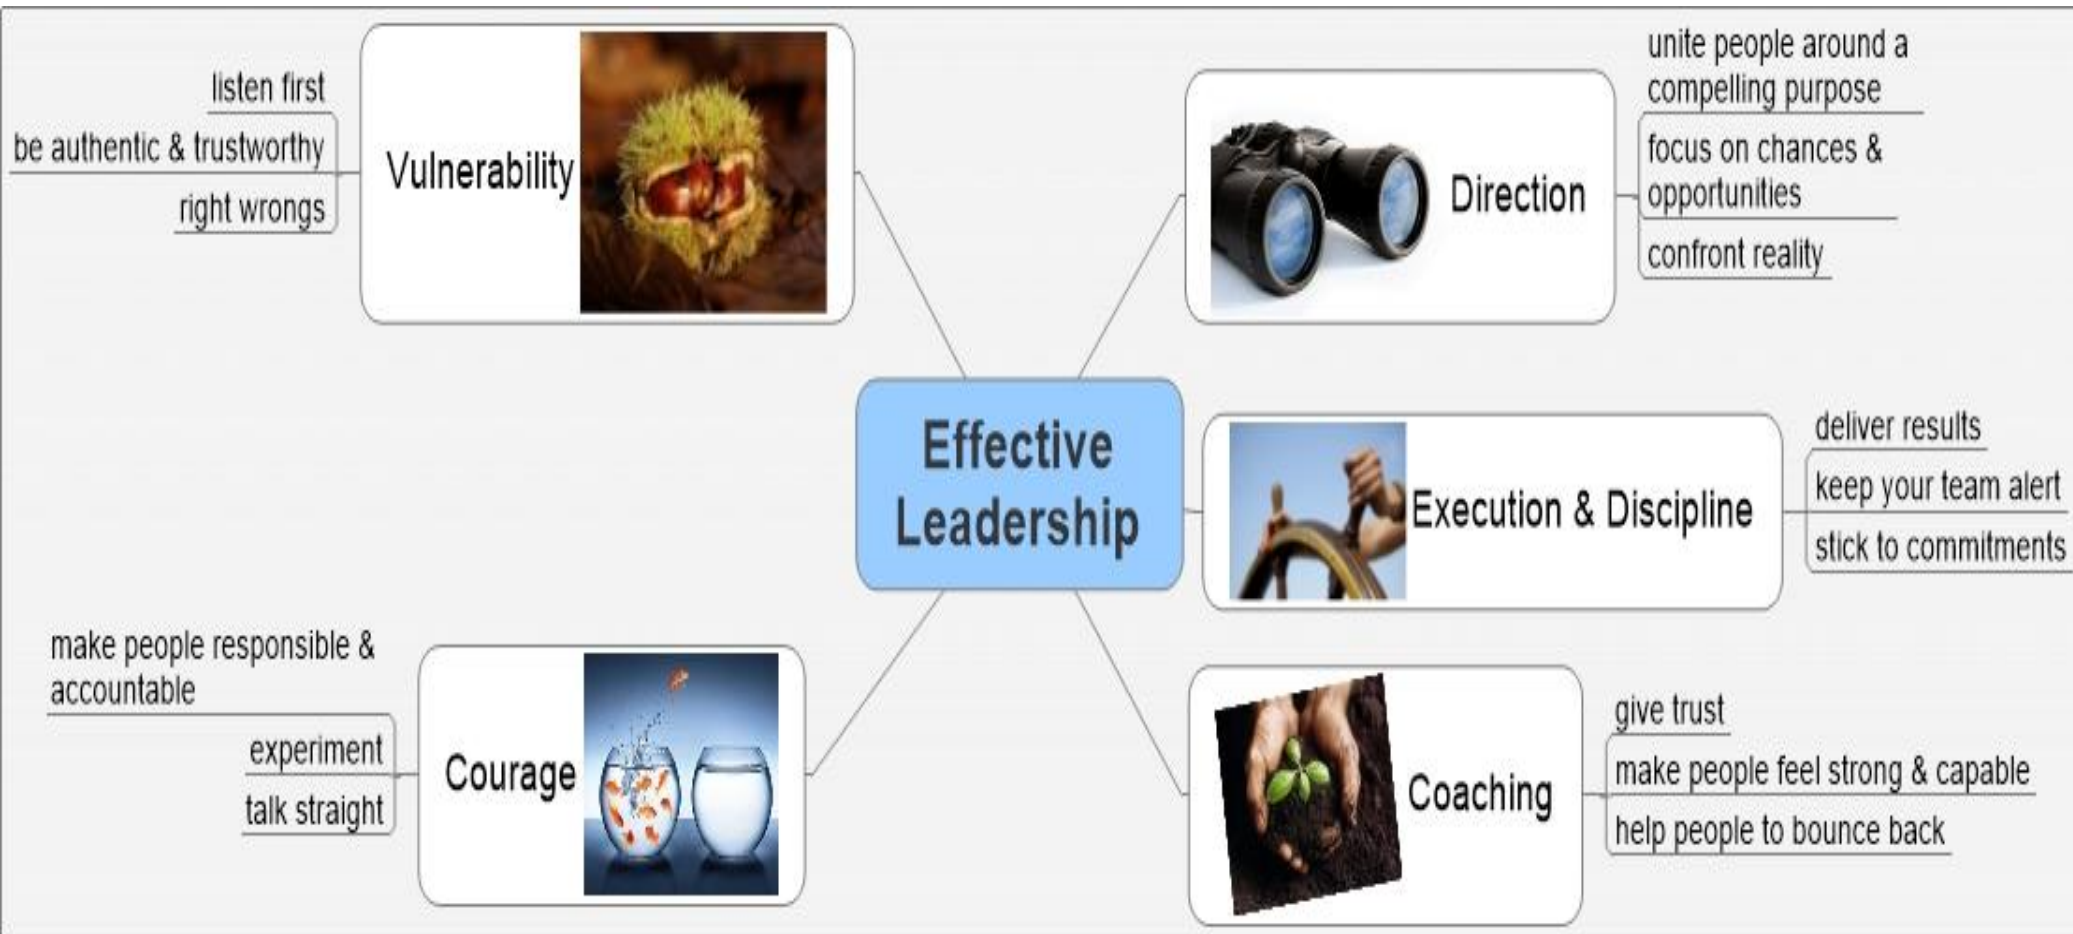 listen first
be authentic & trustworthy
right wrongs
Vulnerability
Direction
unite people around a
compelling purpose
focus on chances &
opportunities
confront reality
Effective
Leadership
Execution & Discipline
deliver results
keep your team alert
stick to commitments
make people responsible &
accountable
experiment
talk straight
Courage
Coaching
give trust
make people feel strong & capable
help people to bounce back